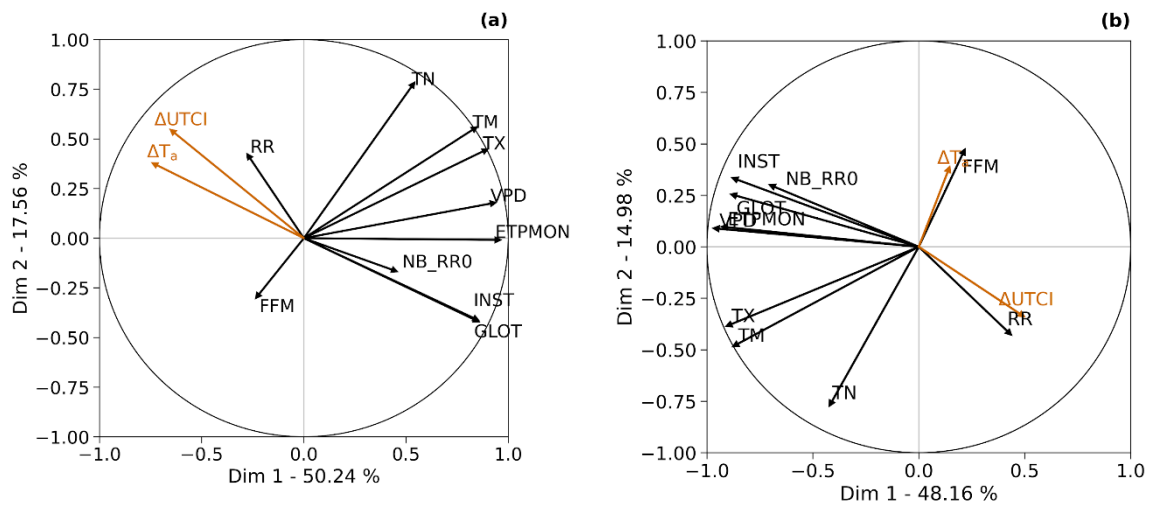 (a)
1.00
0.75
0.50
0.25
0.00
−0.25
−0.50
−0.75
−1.00
Dim 2 - 17.56 %
TN
TM
TX
VPD
ETPMON
NB_RR0
INST
GLOT
FFM
RR
ΔUTCI
ΔTa
−1.0 −0.5 0.0 0.5 1.0
Dim 1 - 50.24 %
(b)
1.00
0.75
0.50
0.25
0.00
−0.25
−0.50
−0.75
−1.00
Dim 2 - 14.98 %
INST
NB_RR0
GLOT
VPD
ETPMON
TX
TM
TN
ΔTa
FFM
ΔUTCI
RR
−1.0 −0.5 0.0 0.5 1.0
Dim 1 - 48.16 %